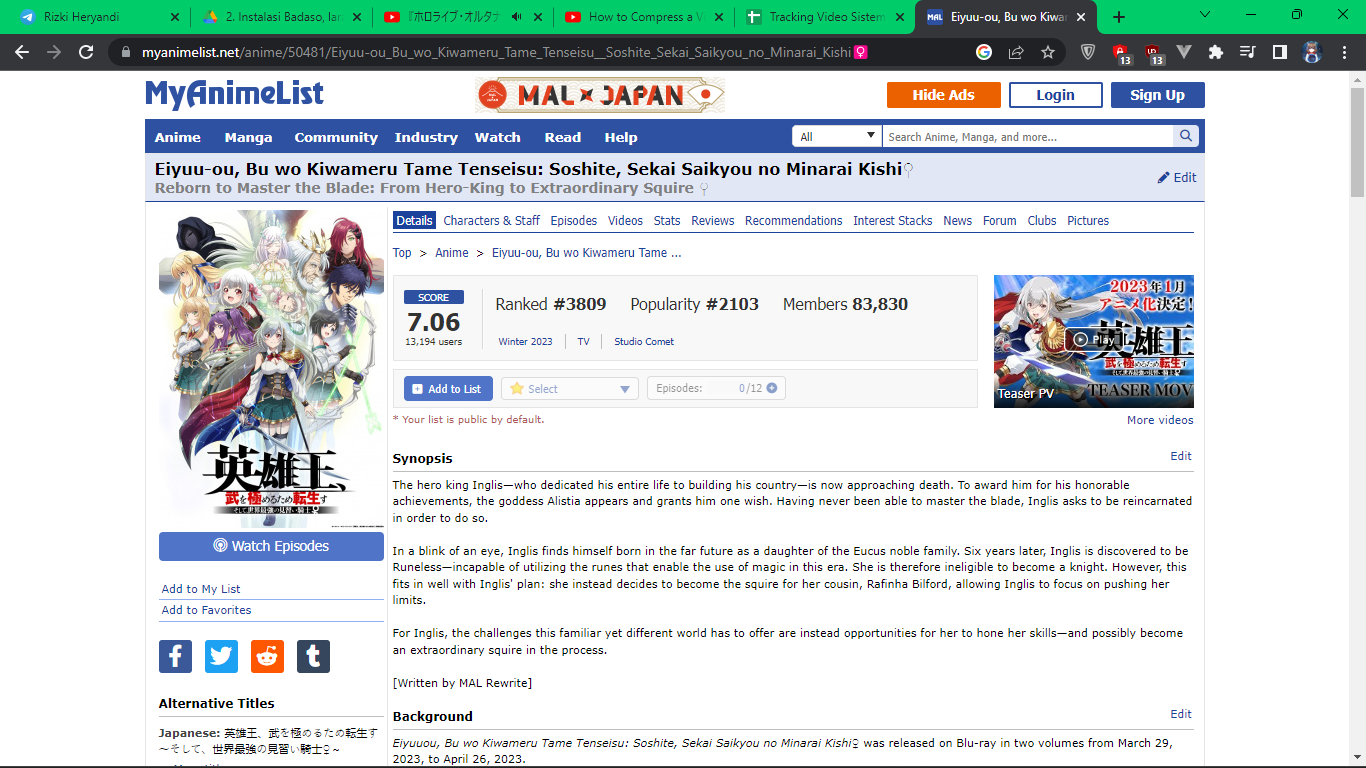 Rizki Heryandi
2. Instalasi Badaso, lar
『ホロライブ・オルタナ
How to Compress a Vi
Tracking Video Sistem
MAL Eiyuu-ou, Bu wo Kiwar
myanimelist.net/anime/50481/Eiyuu-ou_Bu_wo_Kiwameru_Tame_Tenseisu__Soshite_Sekai_Saikyou_no_Minarai_Kishi♀
13
13
MyAnimeList
MAL × JAPAN
Hide Ads
Login
Sign Up
Anime Manga Community Industry Watch Read Help
All
Search Anime, Manga, and more...
Eiyuu-ou, Bu wo Kiwameru Tame Tenseisu: Soshite, Sekai Saikyou no Minarai Kishi♀
Reborn to Master the Blade: From Hero-King to Extraordinary Squire ♀
Edit
Details Characters & Staff Episodes Videos Stats Reviews Recommendations Interest Stacks News Forum Clubs Pictures
Top > Anime > Eiyuu-ou, Bu wo Kiwameru Tame ...
SCORE
7.06
13,194 users
Ranked #3809 Popularity #2103 Members 83,830
Winter 2023 TV Studio Comet
2023年1月
アニメ化決定!
英雄王
武を極めるため転生す
Play
TEASER MOV
Teaser PV
Add to List
Select
Episodes: 0/12
* Your list is public by default.
More videos
Synopsis
Edit
The hero king Inglis—who dedicated his entire life to building his country—is now approaching death. To award him for his honorable
achievements, the goddess Alistia appears and grants him one wish. Having never been able to master the blade, Inglis asks to be reincarnated
in order to do so.
In a blink of an eye, Inglis finds himself born in the far future as a daughter of the Eucus noble family. Six years later, Inglis is discovered to be
Runeless—incapable of utilizing the runes that enable the use of magic in this era. She is therefore ineligible to become a knight. However, this
fits in well with Inglis' plan: she instead decides to become the squire for her cousin, Rafinha Bilford, allowing Inglis to focus on pushing her
limits.
For Inglis, the challenges this familiar yet different world has to offer are instead opportunities for her to hone her skills—and possibly become
an extraordinary squire in the process.
[Written by MAL Rewrite]
Background
Edit
Eiyuuou, Bu wo Kiwameru Tame Tenseisu: Soshite, Sekai Saikyou no Minarai Kishi♀ was released on Blu-ray in two volumes from March 29,
2023, to April 26, 2023.
英雄王、
武を極めるため転生す
そして世界最強の見習い騎士♀
Watch Episodes
Add to My List
Add to Favorites
Alternative Titles
Japanese: 英雄王、武を極めるため転生す
～そして、世界最強の見習い騎士♀～